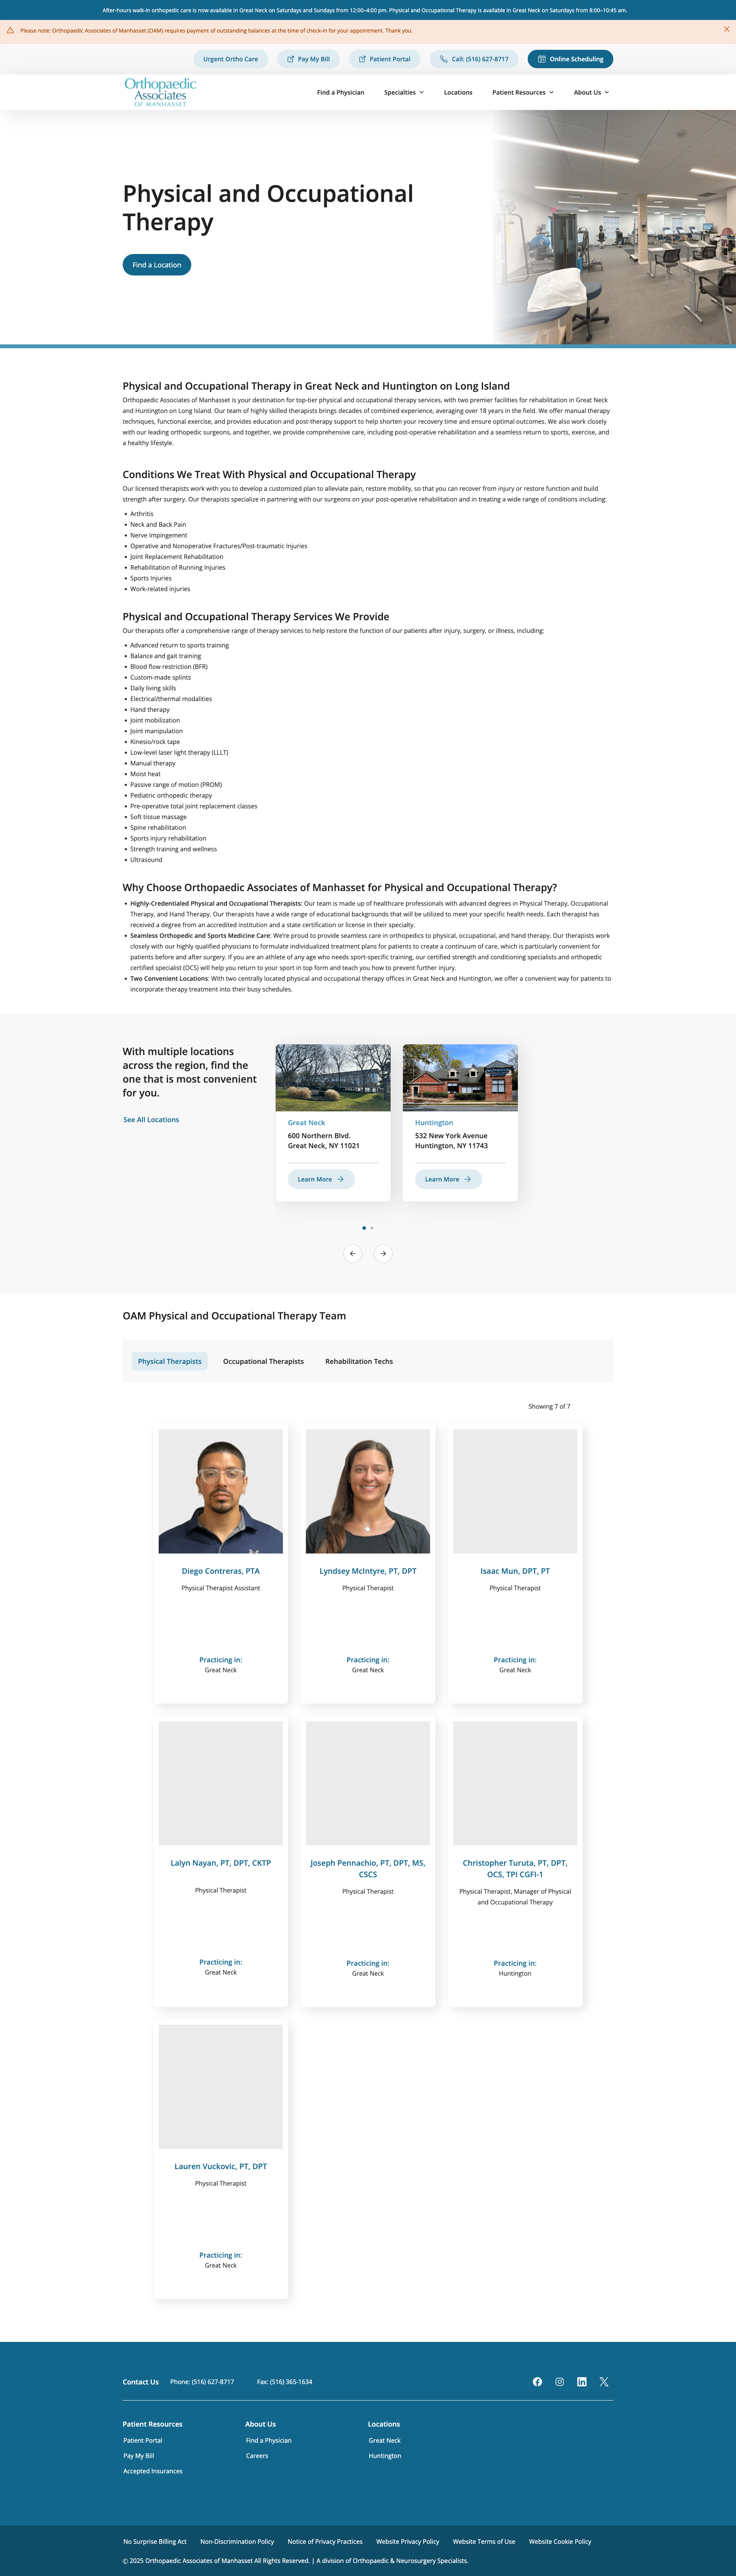 After-hours walk-in orthopedic care is now available in Great Neck on Saturdays and Sundays from 12:00–4:00 pm. Physical and Occupational Therapy is available in Great Neck on Saturdays from 8:00–10:45 am.
Please note: Orthopaedic Associates of Manhasset (OAM) requires payment of outstanding balances at the time of check-in for your appointment. Thank you.
Urgent Ortho Care
Pay My Bill
Patient Portal
Call: (516) 627-8717
Online Scheduling
Orthopaedic
Associates
OF MANHASSET
Find a Physician
Specialties
Locations
Patient Resources
About Us
Physical and Occupational
Therapy
Find a Location
Physical and Occupational Therapy in Great Neck and Huntington on Long Island
Orthopaedic Associates of Manhasset is your destination for top-tier physical and occupational therapy services, with two premier facilities for rehabilitation in Great Neck
and Huntington on Long Island. Our team of highly skilled therapists brings decades of combined experience, averaging over 18 years in the field. We offer manual therapy
techniques, functional exercise, and provides education and post-therapy support to help shorten your recovery time and ensure optimal outcomes. We also work closely
with our leading orthopedic surgeons, and together, we provide comprehensive care, including post-operative rehabilitation and a seamless return to sports, exercise, and
a healthy lifestyle.
Conditions We Treat With Physical and Occupational Therapy
Our licensed therapists work with you to develop a customized plan to alleviate pain, restore mobility, so that you can recover from injury or restore function and build
strength after surgery. Our therapists specialize in partnering with our surgeons on your post-operative rehabilitation and in treating a wide range of conditions including:
• Arthritis
• Neck and Back Pain
• Nerve Impingement
• Operative and Nonoperative Fractures/Post-traumatic Injuries
• Joint Replacement Rehabilitation
• Rehabilitation of Running Injuries
• Sports Injuries
• Work-related injuries
Physical and Occupational Therapy Services We Provide
Our therapists offer a comprehensive range of therapy services to help restore the function of our patients after injury, surgery, or illness, including:
• Advanced return to sports training
• Balance and gait training
• Blood flow restriction (BFR)
• Custom-made splints
• Daily living skills
• Electrical/thermal modalities
• Hand therapy
• Joint mobilization
• Joint manipulation
• Kinesio/rock tape
• Low-level laser light therapy (LLLT)
• Manual therapy
• Moist heat
• Passive range of motion (PROM)
• Pediatric orthopedic therapy
• Pre-operative total joint replacement classes
• Soft tissue massage
• Spine rehabilitation
• Sports injury rehabilitation
• Strength training and wellness
• Ultrasound
Why Choose Orthopaedic Associates of Manhasset for Physical and Occupational Therapy?
• Highly-Credentialed Physical and Occupational Therapists: Our team is made up of healthcare professionals with advanced degrees in Physical Therapy, Occupational
Therapy, and Hand Therapy. Our therapists have a wide range of educational backgrounds that will be utilized to meet your specific health needs. Each therapist has
received a degree from an accredited institution and a state certification or license in their specialty.
• Seamless Orthopedic and Sports Medicine Care: We're proud to provide seamless care in orthopedics to physical, occupational, and hand therapy. Our therapists work
closely with our highly qualified physicians to formulate individualized treatment plans for patients to create a continuum of care, which is particularly convenient for
patients before and after surgery. If you are an athlete of any age who needs sport-specific training, our certified strength and conditioning specialists and orthopedic
certified specialist (OCS) will help you return to your sport in top form and teach you how to prevent further injury.
• Two Convenient Locations: With two centrally located physical and occupational therapy offices in Great Neck and Huntington, we offer a convenient way for patients to
incorporate therapy treatment into their busy schedules.
With multiple locations
across the region, find the
one that is most convenient
for you.
See All Locations
Great Neck
600 Northern Blvd.
Great Neck, NY 11021
Learn More
Huntington
532 New York Avenue
Huntington, NY 11743
Learn More
OAM Physical and Occupational Therapy Team
Physical Therapists
Occupational Therapists
Rehabilitation Techs
Showing 7 of 7
Diego Contreras, PTA
Physical Therapist Assistant
Practicing in:
Great Neck
Lyndsey McIntyre, PT, DPT
Physical Therapist
Practicing in:
Great Neck
Isaac Mun, DPT, PT
Physical Therapist
Practicing in:
Great Neck
Lalyn Nayan, PT, DPT, CKTP
Physical Therapist
Practicing in:
Great Neck
Joseph Pennachio, PT, DPT, MS,
CSCS
Physical Therapist
Practicing in:
Great Neck
Christopher Turuta, PT, DPT,
OCS, TPI CGFI-1
Physical Therapist, Manager of Physical
and Occupational Therapy
Practicing in:
Huntington
Lauren Vuckovic, PT, DPT
Physical Therapist
Practicing in:
Great Neck
Contact Us
Phone: (516) 627-8717
Fax: (516) 365-1634
Patient Resources
Patient Portal
Pay My Bill
Accepted Insurances
About Us
Find a Physician
Careers
Locations
Great Neck
Huntington
No Surprise Billing Act
Non-Discrimination Policy
Notice of Privacy Practices
Website Privacy Policy
Website Terms of Use
Website Cookie Policy
© 2025 Orthopaedic Associates of Manhasset All Rights Reserved. | A division of Orthopaedic & Neurosurgery Specialists.